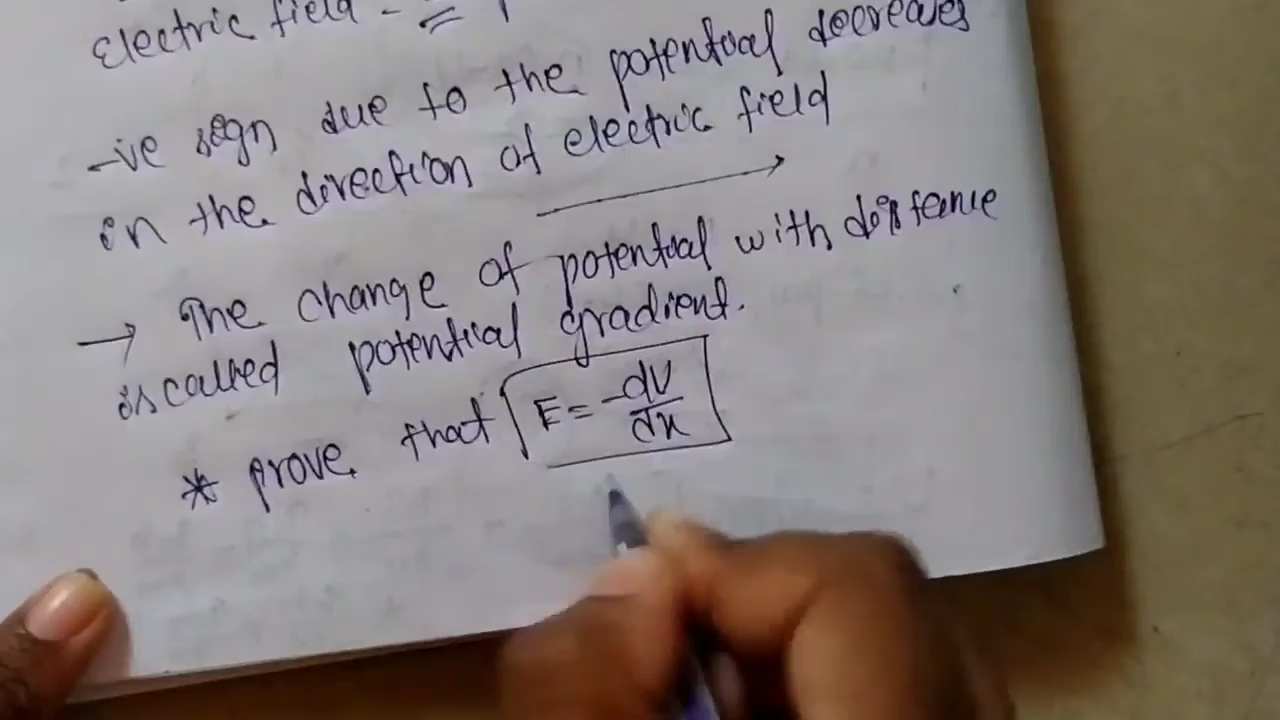 Electric field - =
-ve sign due to the potential decreases
in the direction of electric field
→ The change of potential with distance
is called potential gradient.
* prove that E = -dV/dx